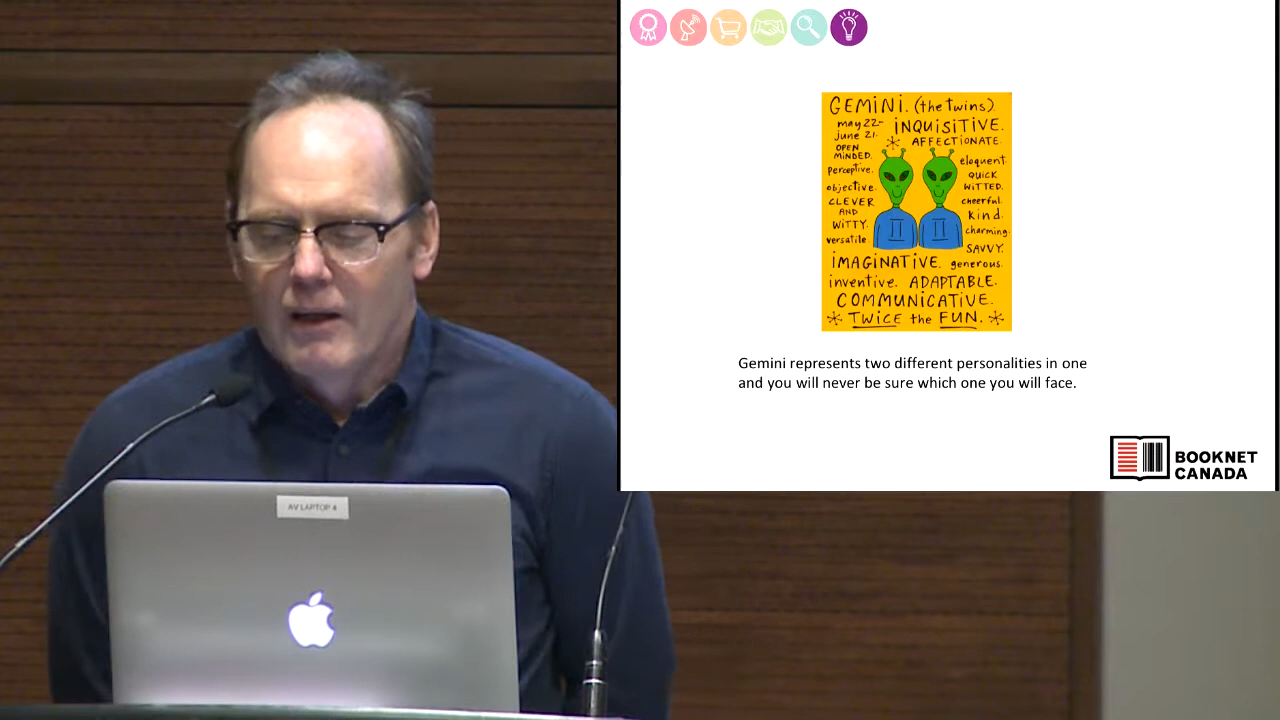 GEMINI. (the twins).
may 22-
june 21.
INQUISITIVE.
AFFECTIONATE.
OPEN
MINDED.
perceptive.
objective.
CLEVER
AND
WITTY.
versatile
eloquent
QUICK
WITTED.
cheerful.
kind.
charming.
SAVVY.
IMAGINATIVE. generous.
inventive. ADAPTABLE.
COMMUNICATIVE.
TWICE the FUN.
Gemini represents two different personalities in one
and you will never be sure which one you will face.
BOOKNET
CANADA
AV LAPTOP 4